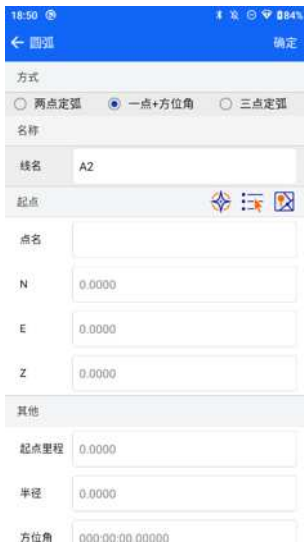 18:50 84%
圆弧 确定
方式
两点定弧 一点+方位角 三点定弧
名称
线名 A2
起点
点名
N 0.0000
E 0.0000
Z 0.0000
其他
起点里程 0.0000
半径 0.0000
方位角 000:00:00.00000